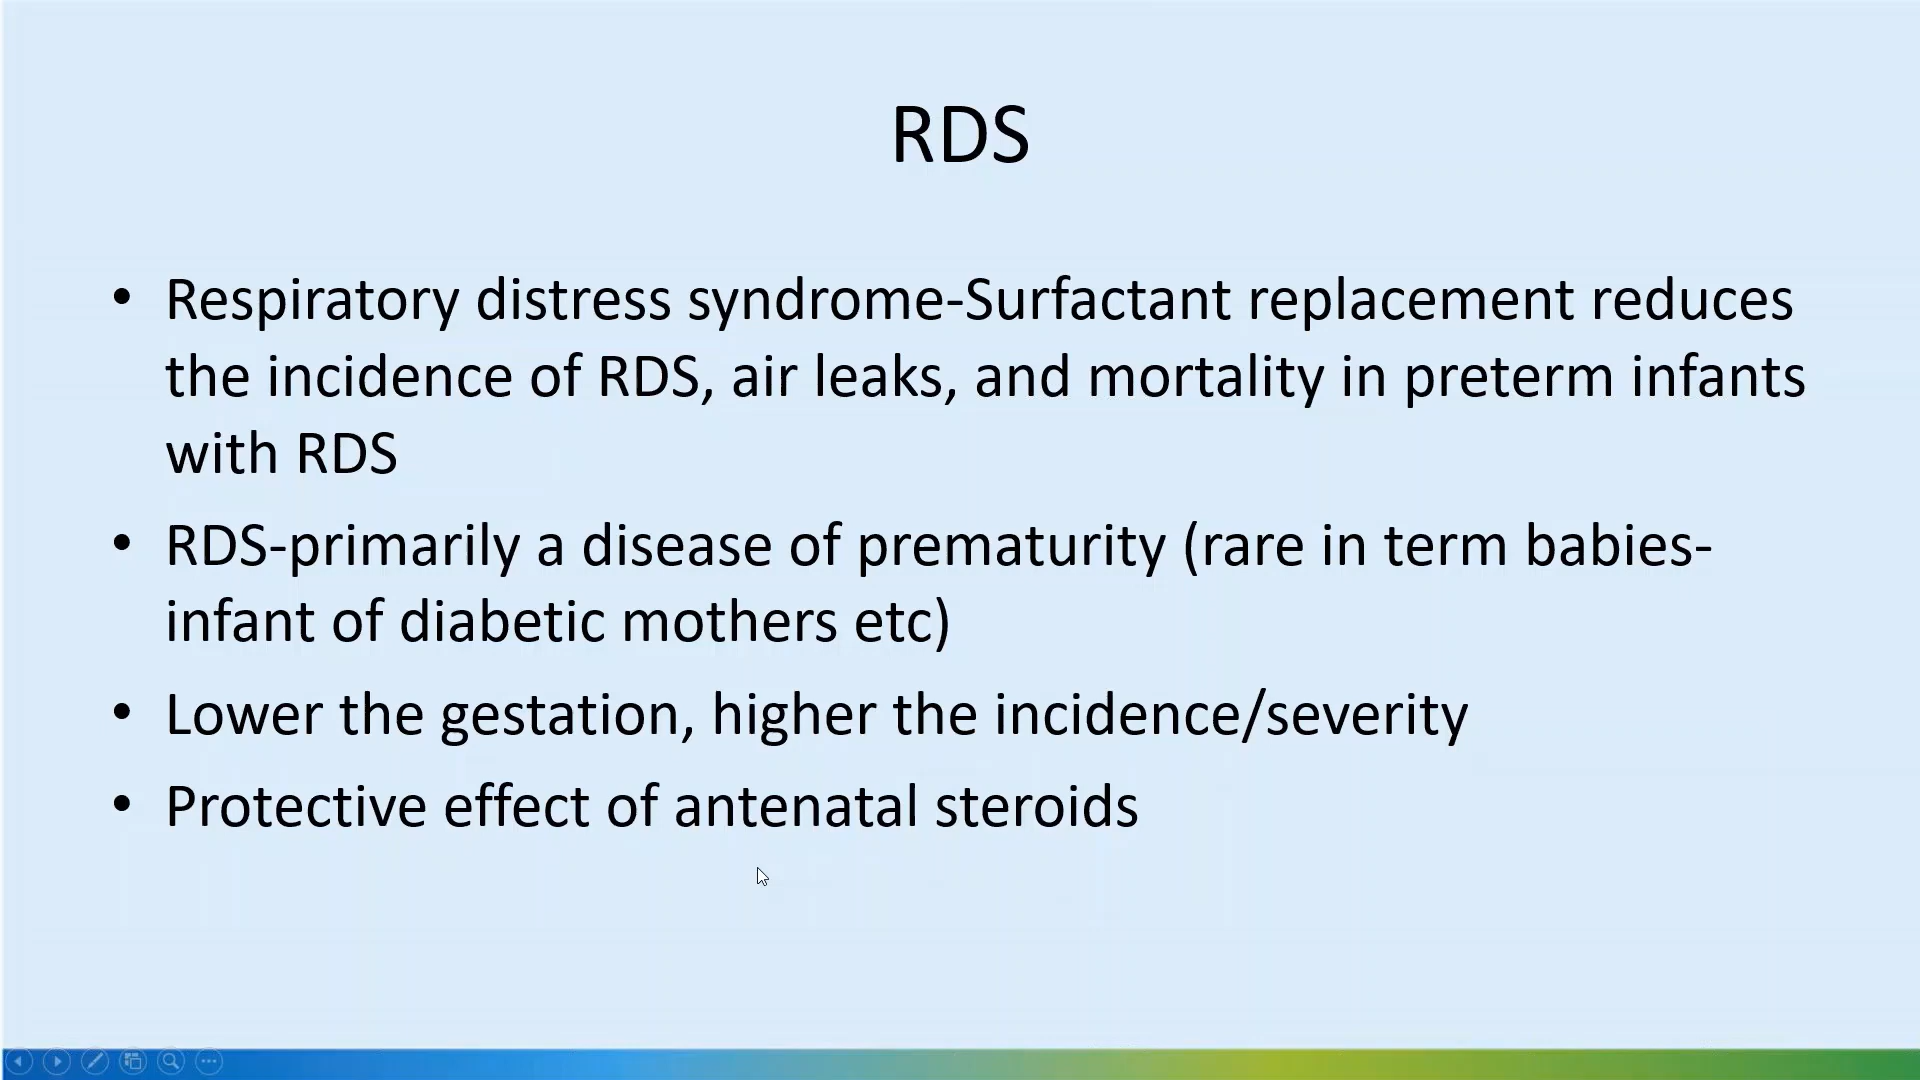 RDS
• Respiratory distress syndrome-Surfactant replacement reduces
the incidence of RDS, air leaks, and mortality in preterm infants
with RDS
• RDS-primarily a disease of prematurity (rare in term babies-
infant of diabetic mothers etc)
• Lower the gestation, higher the incidence/severity
• Protective effect of antenatal steroids